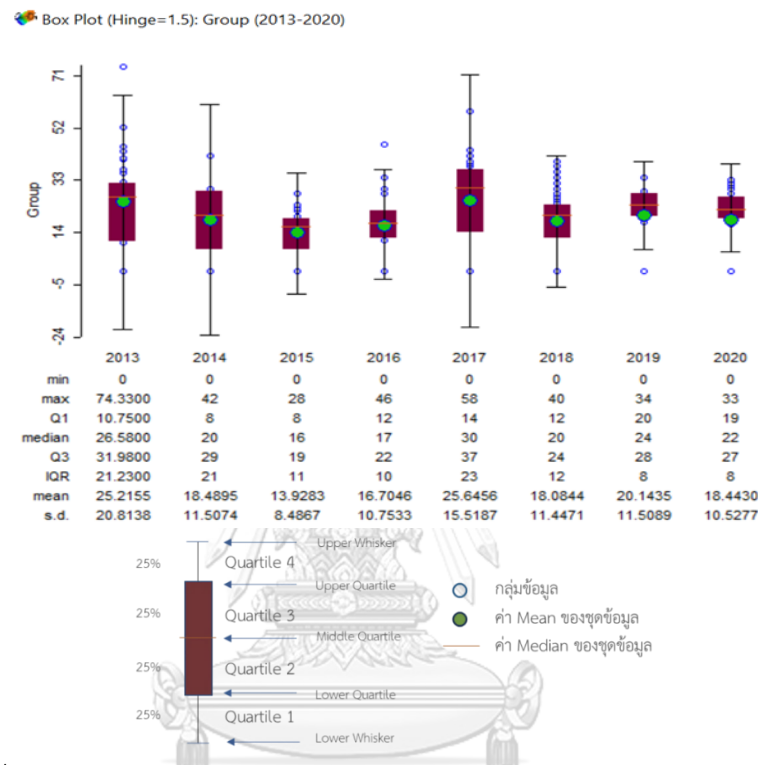 Box Plot (Hinge=1.5): Group (2013-2020)
Group
71
52
33
14
-5
-24
2013 2014 2015 2016 2017 2018 2019 2020
min 0 0 0 0 0 0 0 0
max 74.3300 42 28 46 58 40 34 33
Q1 10.7500 8 8 12 14 12 20 19
median 26.5800 20 16 17 30 20 24 22
Q3 31.9800 29 19 22 37 24 28 27
IQR 21.2300 21 11 10 23 12 8 8
mean 25.2155 18.4895 13.9283 16.7046 25.6456 18.0844 20.1435 18.4430
s.d. 20.8138 11.5074 8.4867 10.7533 15.5187 11.4471 11.5089 10.5277
Upper Whisker
25% Quartile 4
Upper Quartile
กลุ่มข้อมูล
25% Quartile 3
ค่า Mean ของชุดข้อมูล
Middle Quartile
ค่า Median ของชุดข้อมูล
25% Quartile 2
Lower Quartile
25% Quartile 1
Lower Whisker